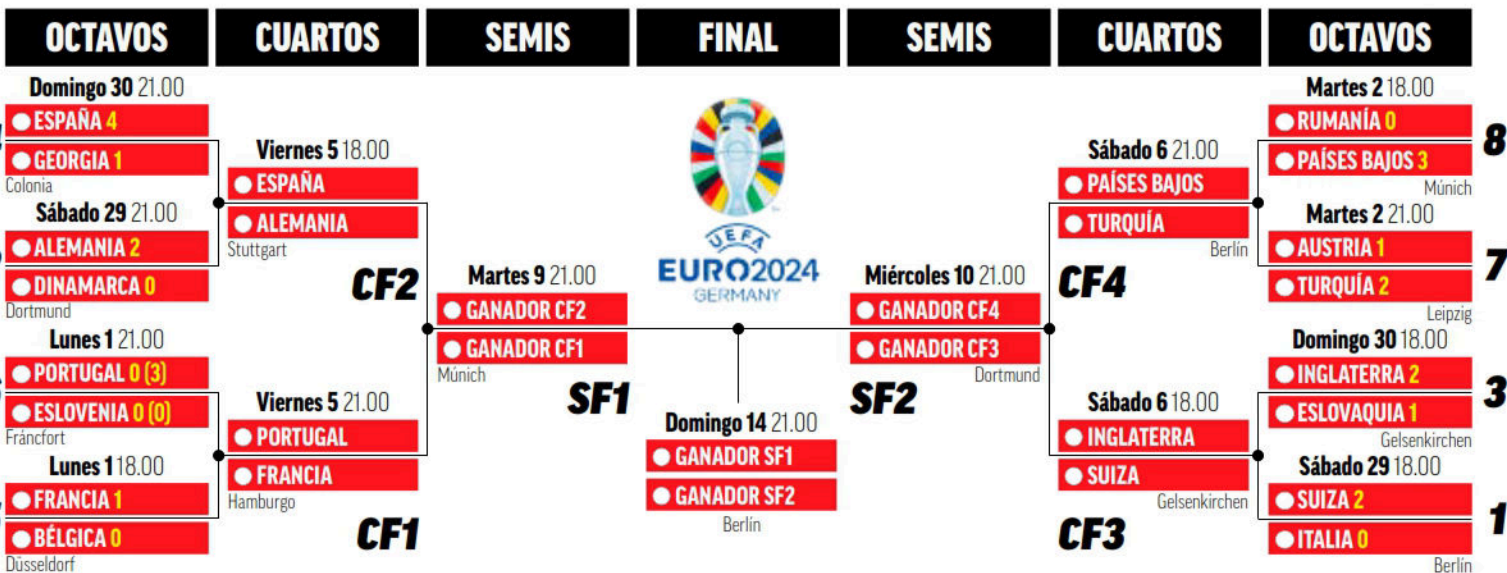 OCTAVOS
CUARTOS
SEMIS
FINAL
SEMIS
CUARTOS
OCTAVOS
Domingo 30 21.00
ESPAÑA 4
GEORGIA 1
Colonia
Sábado 29 21.00
ALEMANIA 2
DINAMARCA 0
Dortmund
Lunes 1 21.00
PORTUGAL 0 (3)
ESLOVENIA 0 (0)
Fráncfort
Lunes 1 18.00
FRANCIA 1
BÉLGICA 0
Düsseldorf
Viernes 5 18.00
ESPAÑA
ALEMANIA
Stuttgart
CF2
Viernes 5 21.00
PORTUGAL
FRANCIA
Hamburgo
CF1
Martes 9 21.00
GANADOR CF2
GANADOR CF1
Múnich
SF1
UEFA
EURO2024
GERMANY
Domingo 14 21.00
GANADOR SF1
GANADOR SF2
Berlín
Miércoles 10 21.00
GANADOR CF4
GANADOR CF3
Dortmund
SF2
Sábado 6 21.00
PAÍSES BAJOS
TURQUÍA
Berlín
CF4
Sábado 6 18.00
INGLATERRA
SUIZA
Gelsenkirchen
CF3
Martes 2 18.00
RUMANÍA 0
PAÍSES BAJOS 3
8
Múnich
Martes 2 21.00
AUSTRIA 1
TURQUÍA 2
7
Leipzig
Domingo 30 18.00
INGLATERRA 2
ESLOVAQUIA 1
3
Gelsenkirchen
Sábado 29 18.00
SUIZA 2
ITALIA 0
1
Berlín